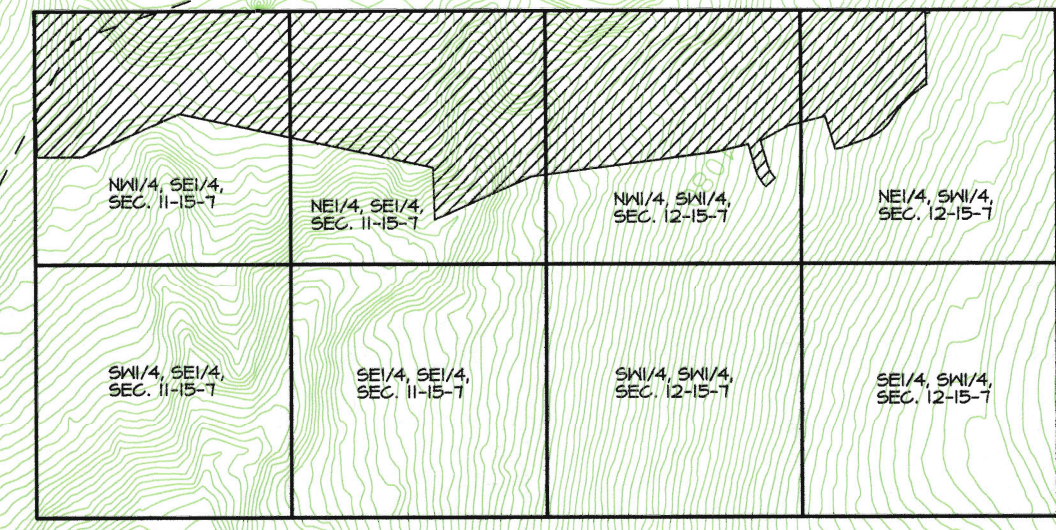 NW1/4, SE1/4,
SEC. 11-15-7
NE1/4, SE1/4,
SEC. 11-15-7
NW1/4, SW1/4,
SEC. 12-15-7
NE1/4, SW1/4,
SEC. 12-15-7
SW1/4, SE1/4,
SEC. 11-15-7
SE1/4, SE1/4,
SEC. 11-15-7
SW1/4, SW1/4,
SEC. 12-15-7
SE1/4, SW1/4,
SEC. 12-15-7